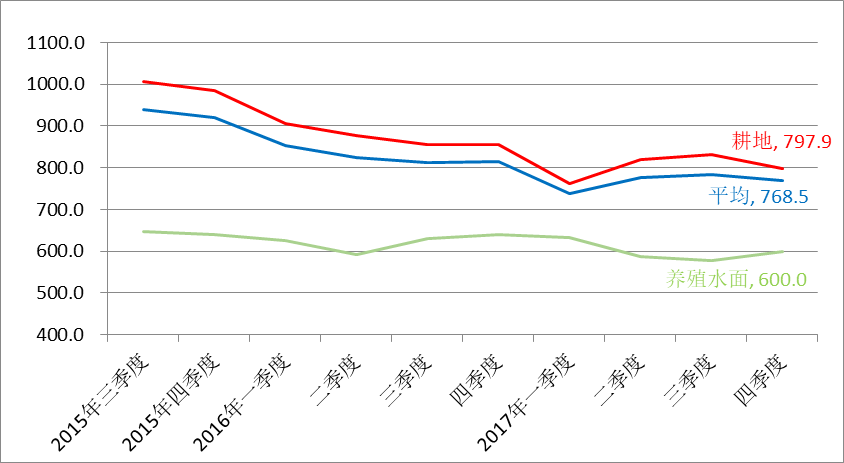 1100.0
1000.0
900.0
800.0
700.0
600.0
500.0
400.0
耕地, 797.9
平均, 768.5
养殖水面, 600.0
2015年三季度
2015年四季度
2016年一季度
二季度
三季度
四季度
2017年一季度
二季度
三季度
四季度